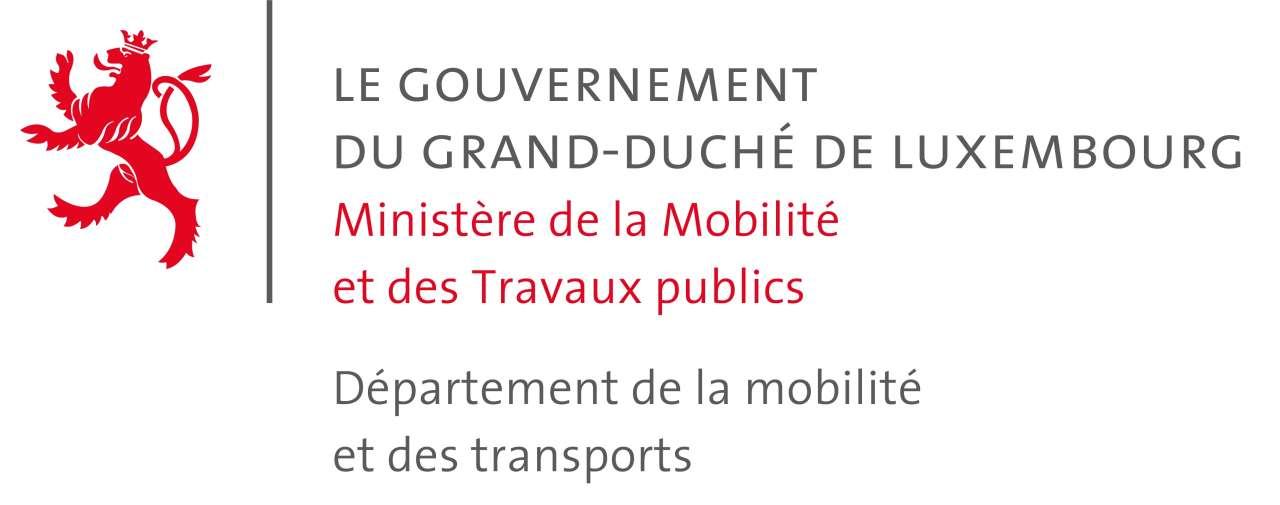 LE GOUVERNEMENT
DU GRAND-DUCHÉ DE LUXEMBOURG
Ministère de la Mobilité
et des Travaux publics
Département de la mobilité
et des transports